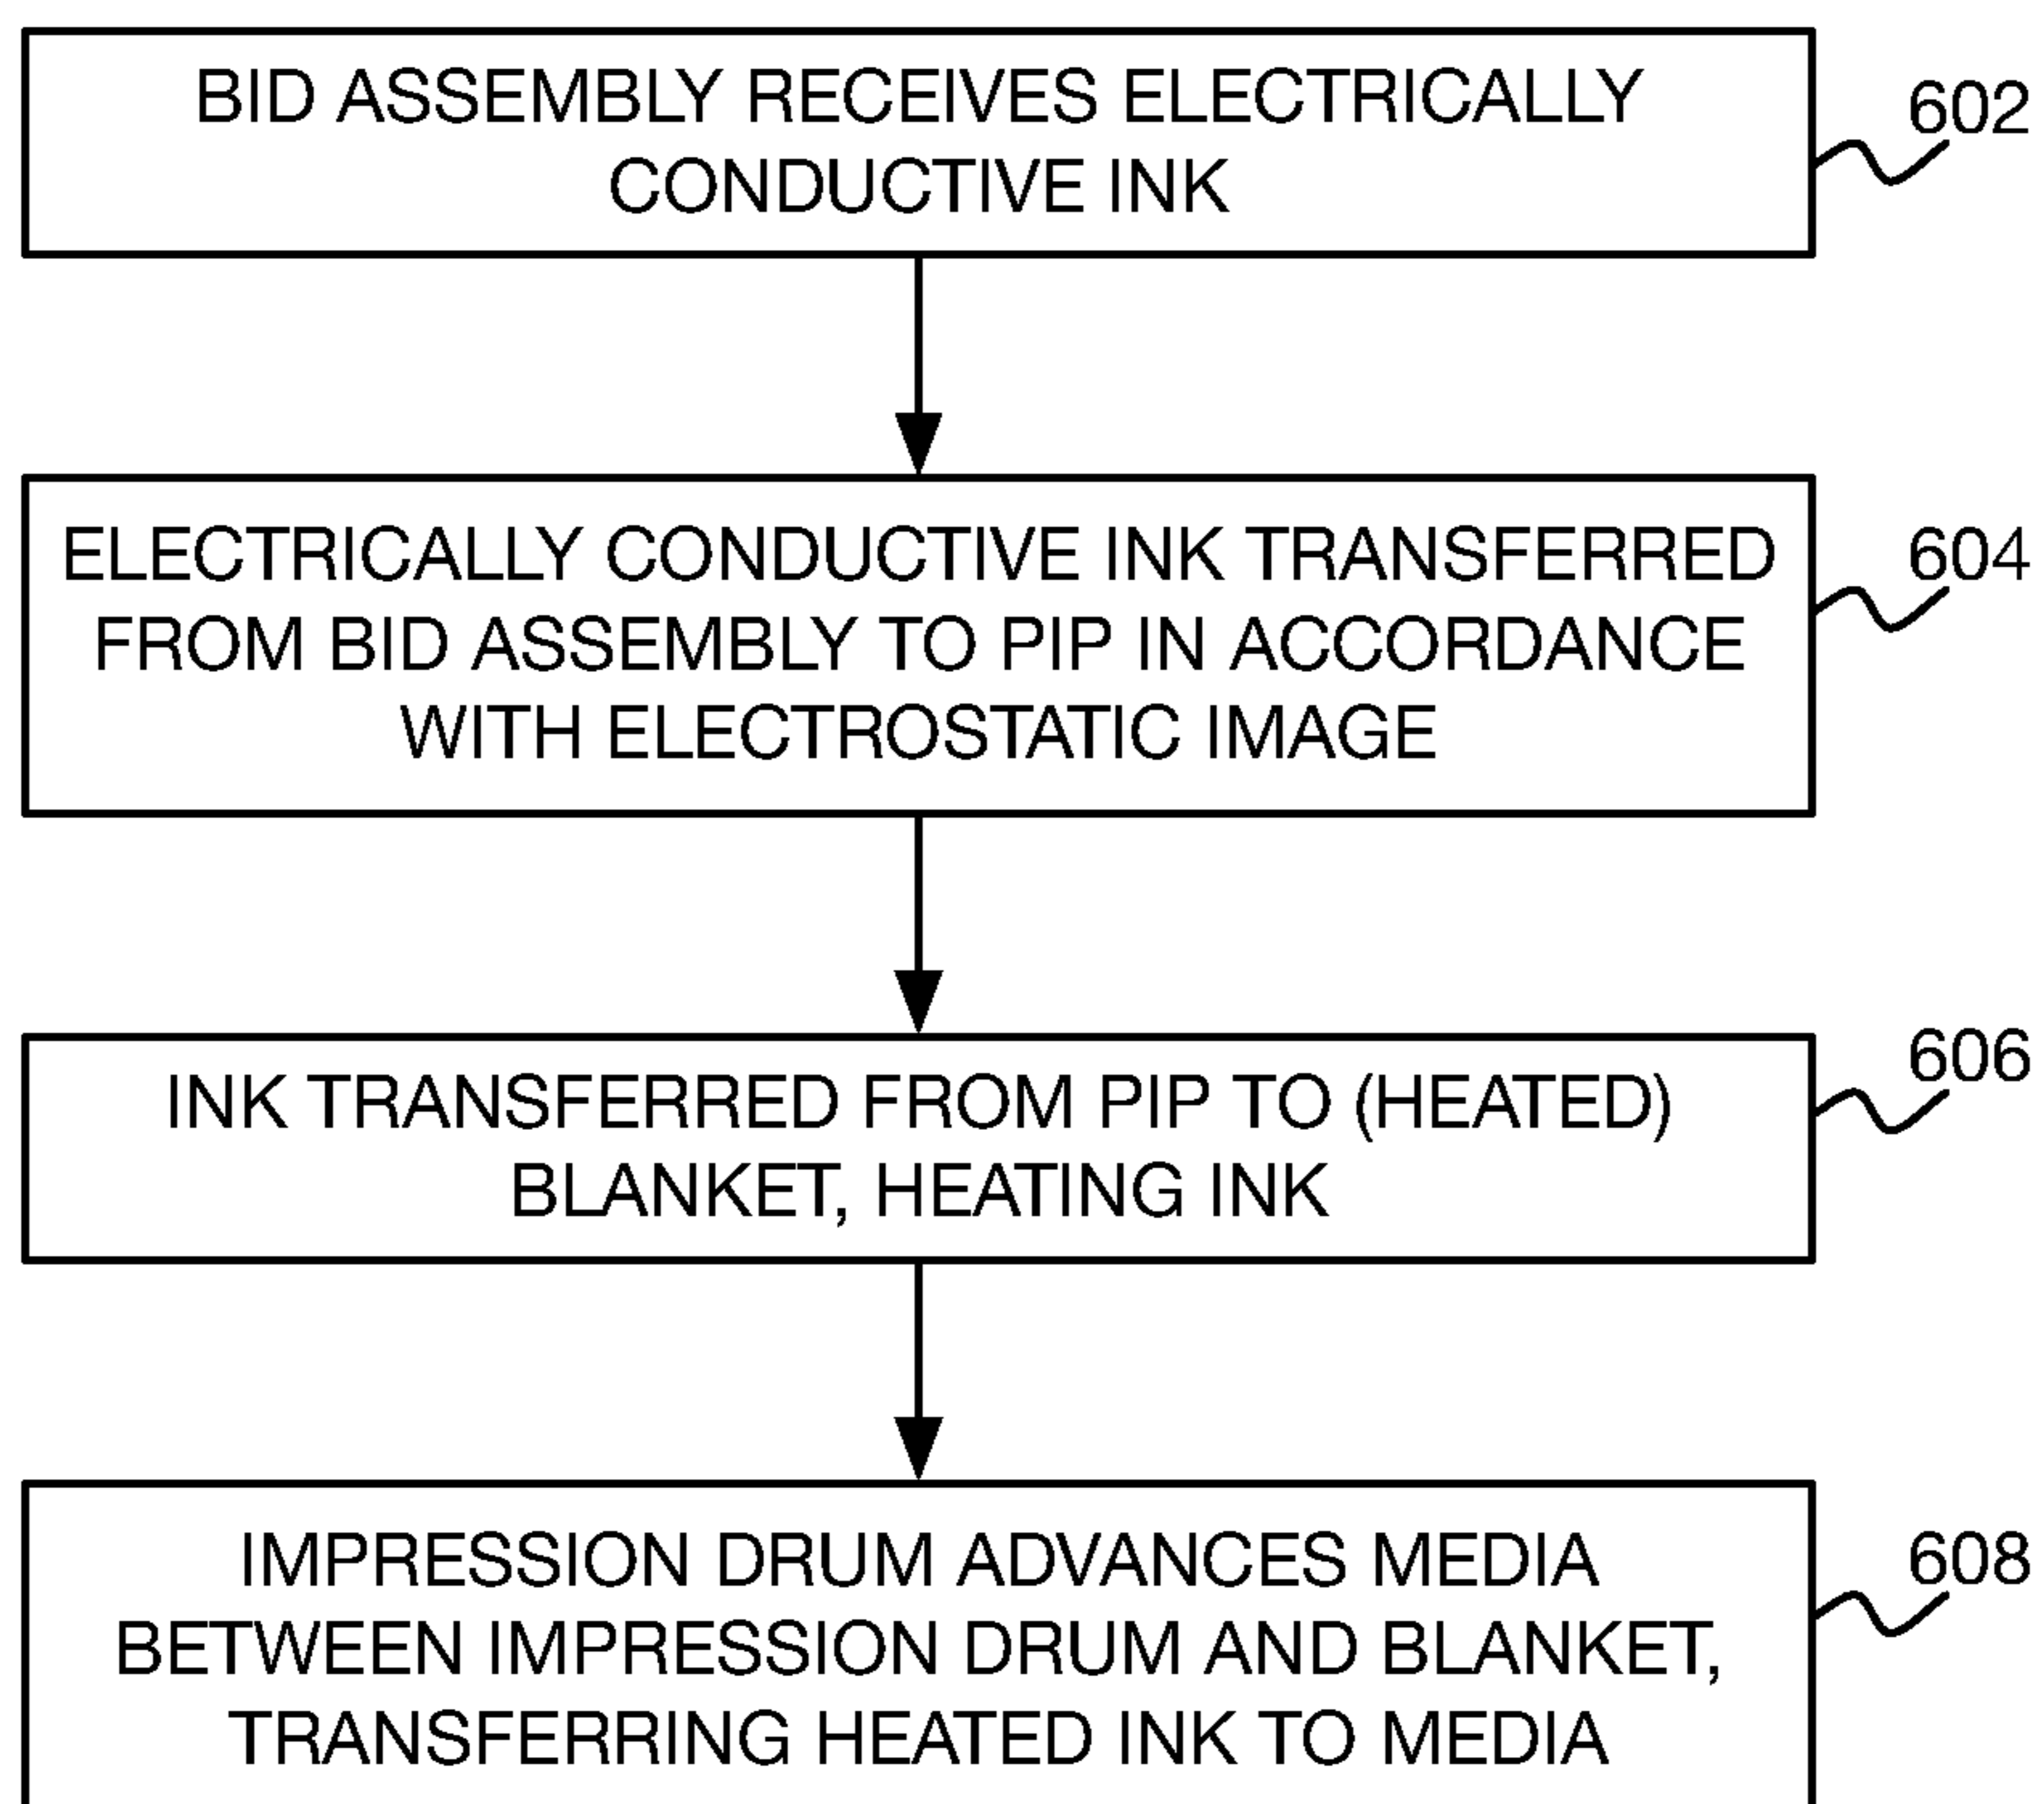 BID ASSEMBLY RECEIVES ELECTRICALLY
CONDUCTIVE INK
602
ELECTRICALLY CONDUCTIVE INK TRANSFERRED
FROM BID ASSEMBLY TO PIP IN ACCORDANCE
WITH ELECTROSTATIC IMAGE
604
INK TRANSFERRED FROM PIP TO (HEATED)
BLANKET, HEATING INK
606
IMPRESSION DRUM ADVANCES MEDIA
BETWEEN IMPRESSION DRUM AND BLANKET,
TRANSFERRING HEATED INK TO MEDIA
608